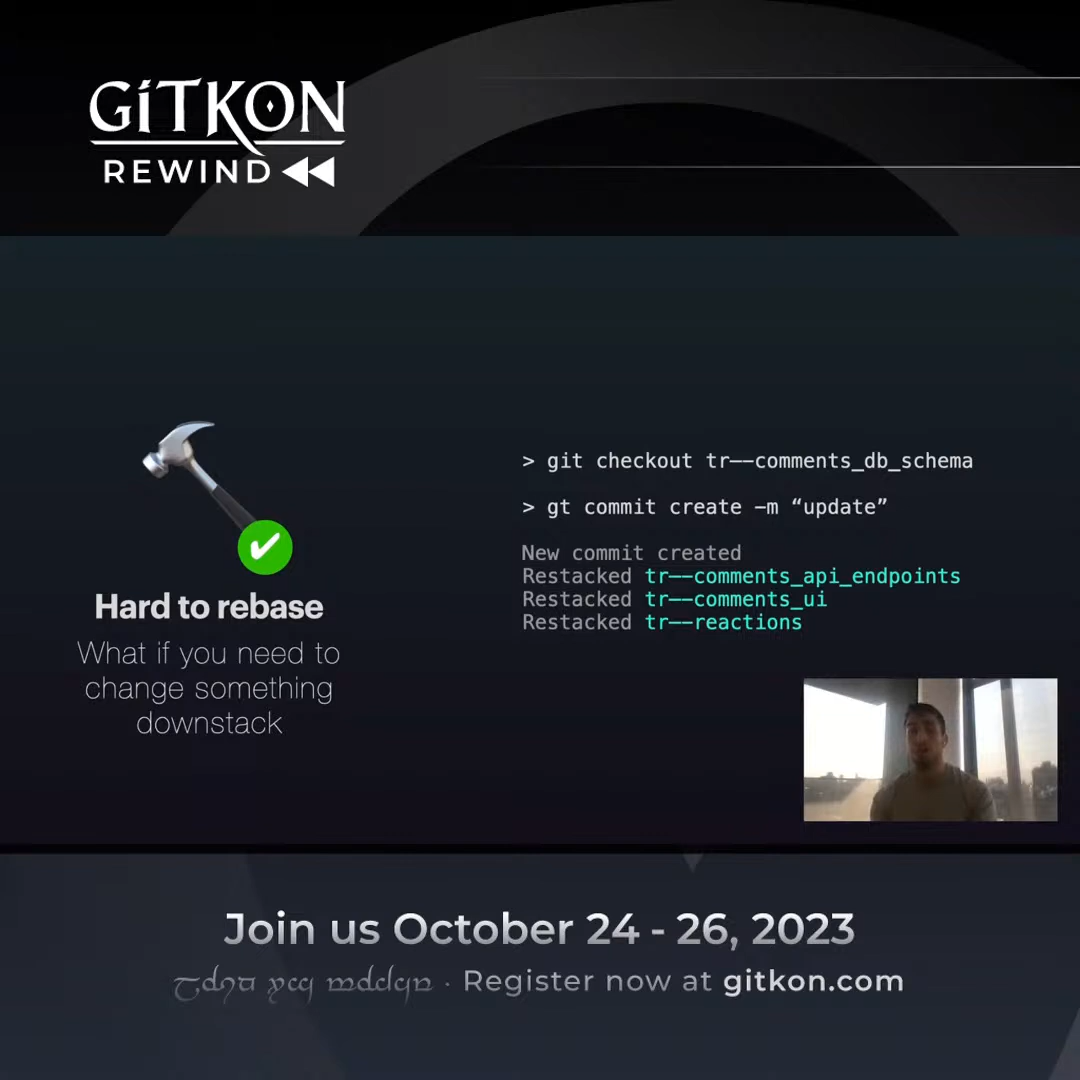 GITKON
REWIND
> git checkout tr––comments_db_schema
> gt commit create –m “update”
New commit created
Restacked tr––comments_api_endpoints
Restacked tr––comments_ui
Restacked tr––reactions
Hard to rebase
What if you need to
change something
downstack
Join us October 24 - 26, 2023
· Register now at gitkon.com